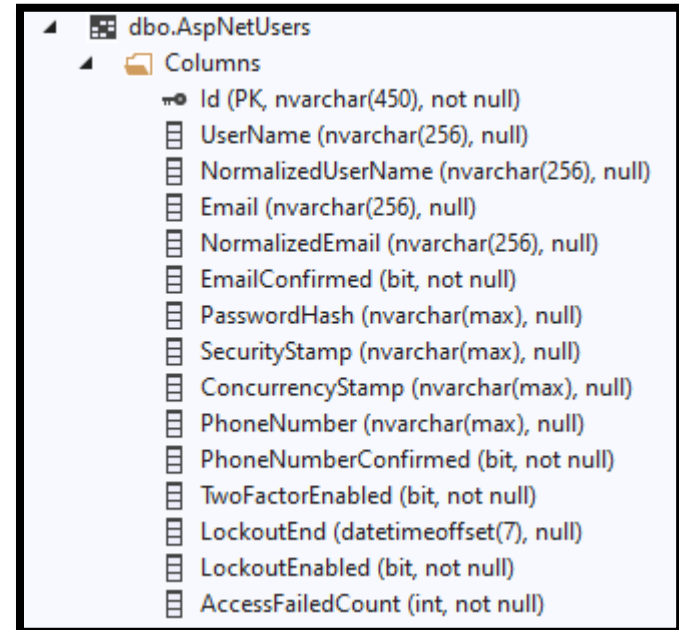 dbo.AspNetUsers
Columns
Id (PK, nvarchar(450), not null)
UserName (nvarchar(256), null)
NormalizedUserName (nvarchar(256), null)
Email (nvarchar(256), null)
NormalizedEmail (nvarchar(256), null)
EmailConfirmed (bit, not null)
PasswordHash (nvarchar(max), null)
SecurityStamp (nvarchar(max), null)
ConcurrencyStamp (nvarchar(max), null)
PhoneNumber (nvarchar(max), null)
PhoneNumberConfirmed (bit, not null)
TwoFactorEnabled (bit, not null)
LockoutEnd (datetimeoffset(7), null)
LockoutEnabled (bit, not null)
AccessFailedCount (int, not null)